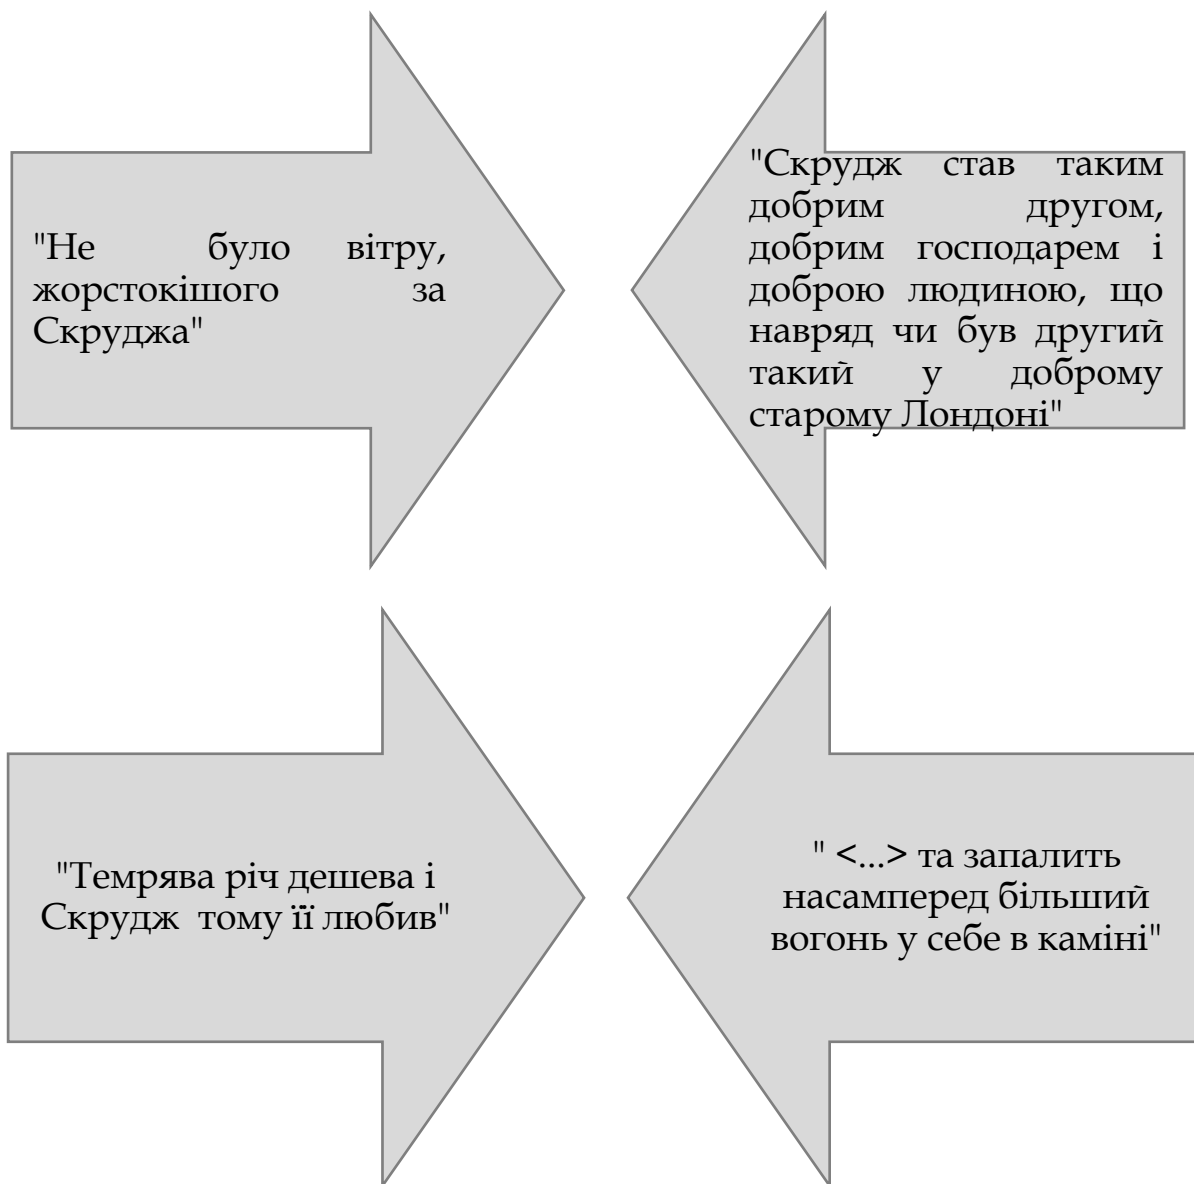 "Не було вітру,
жорстокішого за
Скруджа"
"Скрудж став таким
добрим другом,
добрим господарем і
доброю людиною, що
навряд чи був другий
такий у доброму
старому Лондоні"
"Темрява річ дешева і
Скрудж тому її любив"
" <...> та запалить
насамперед більший
вогонь у себе в каміні"